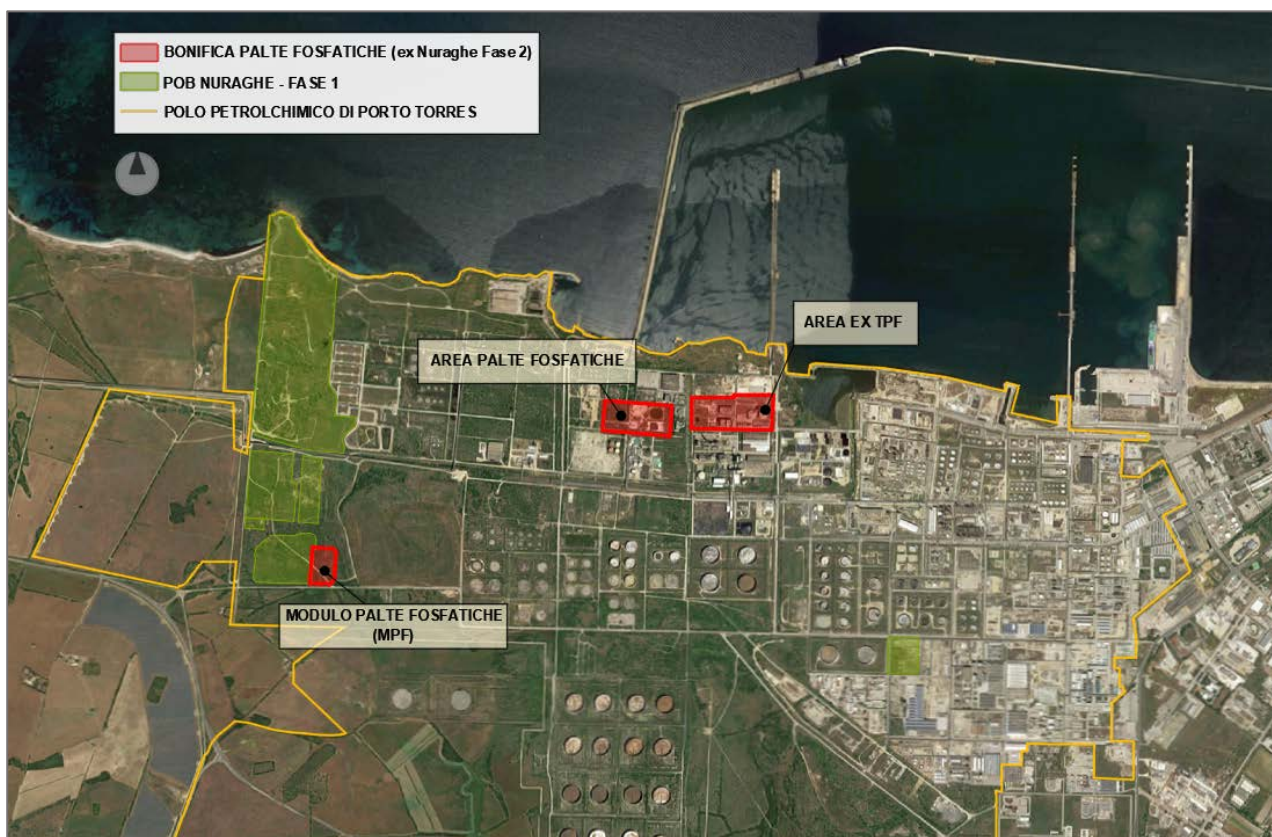 BONIFICA PALTE FOSFATICHE (ex Nuraghe Fase 2)
POB NURAGHE - FASE 1
POLO PETROLCHIMICO DI PORTO TORRES
AREA EX TPF
AREA PALTE FOSFATICHE
MODULO PALTE FOSFATICHE
(MPF)